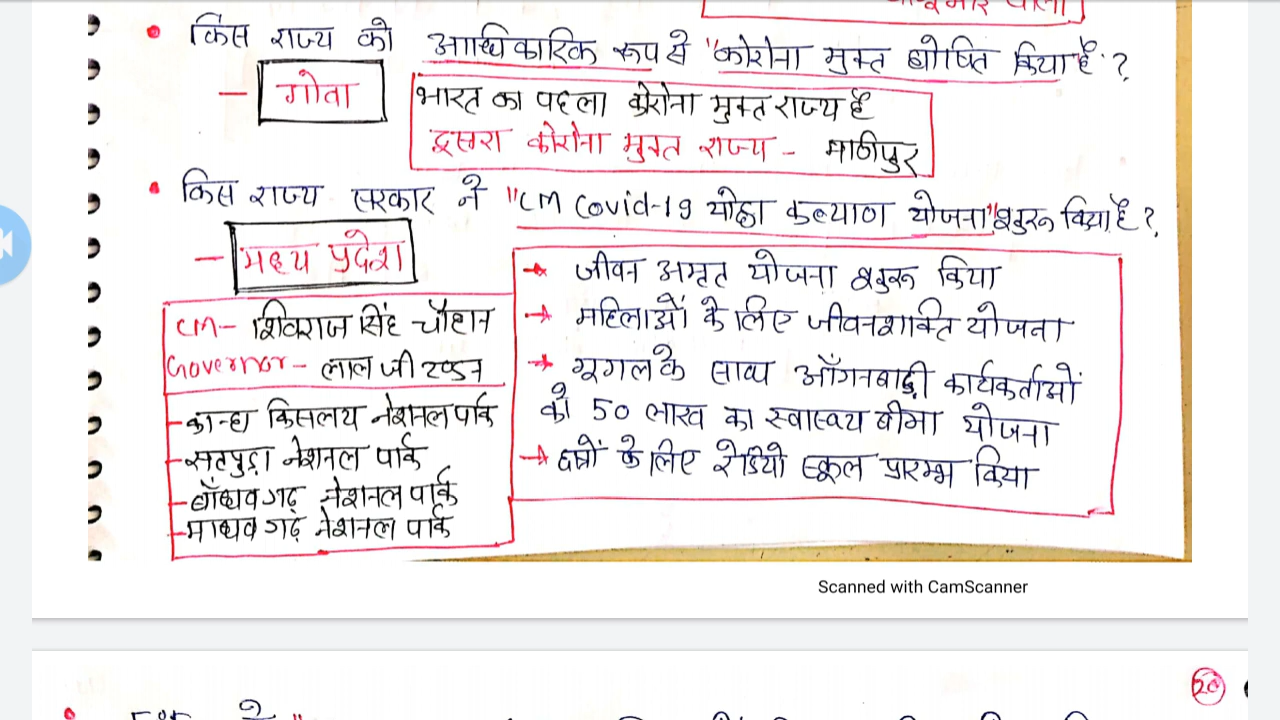 • किस राज्य को आधिकारिक रूप से "कोरोना मुक्त घोषित किया है"?
– गोवा
भारत का पहला कोरोना मुक्त राज्य है
दूसरा कोरोना मुक्त राज्य – मणिपुर
• किस राज्य सरकार ने "CM Covid-19 योद्धा कल्याण योजना" शुरू किया है?
– मध्य प्रदेश
CM– शिवराज सिंह चौहान
Governor – लाल जी टण्डन
– कान्हा किसलय नेशनल पार्क
– सतपुड़ा नेशनल पार्क
– बाँधवगढ़ नेशनल पार्क
– माधवगढ़ नेशनल पार्क
→ जीवन अमृत योजना शुरू किया
→ महिलाओं के लिए जीवनशक्ति योजना
→ गूगल के साथ आँगनबाड़ी कार्यकर्ताओं
को 50 लाख का स्वास्थय बीमा योजना
→ छात्रों के लिए रेडियो स्कूल प्रारम्भ किया
Scanned with CamScanner
20